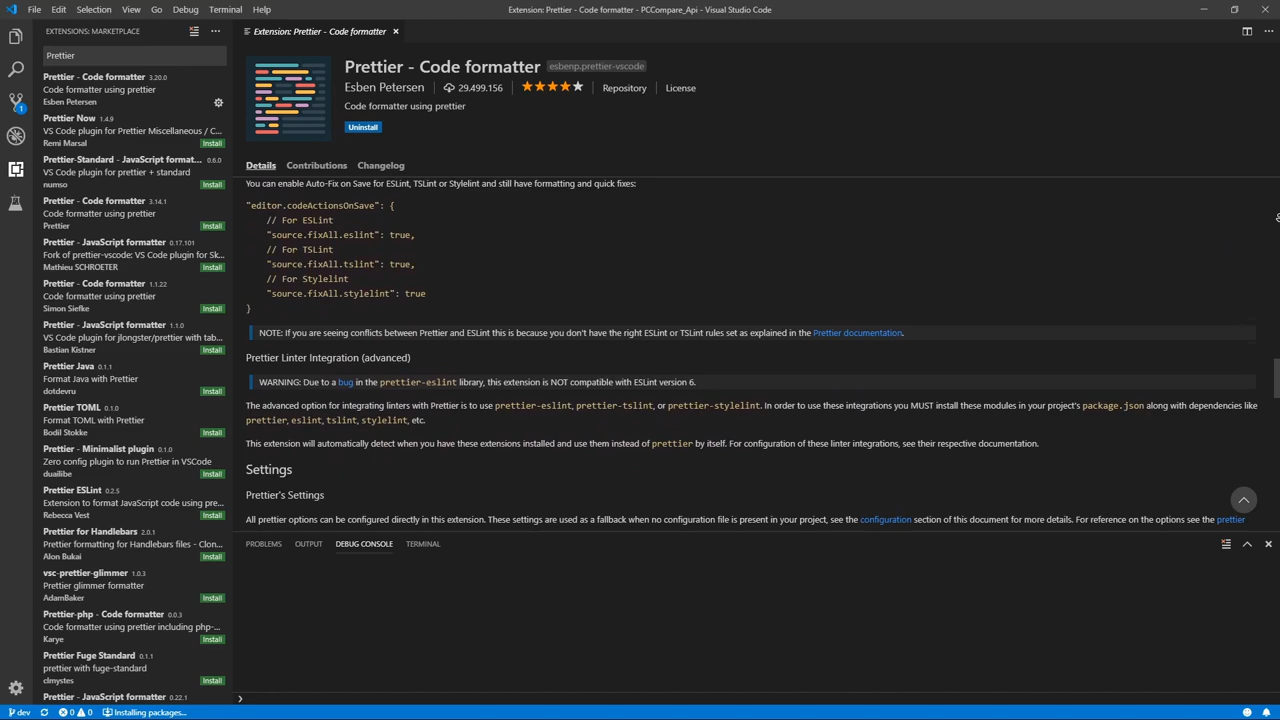 File Edit Selection View Go Debug Terminal Help
Extension: Prettier - Code formatter - PCCompare_Api - Visual Studio Code
EXTENSIONS: MARKETPLACE
Prettier
Prettier - Code formatter 3.20.0
Code formatter using prettier
Esben Petersen
Prettier Now 1.4.9
VS Code plugin for Prettier Miscellaneous / C...
Remi Marsal Install
Prettier-Standard - JavaScript format... 0.6.0
VS Code plugin for prettier + standard
numso Install
Prettier - Code formatter 3.14.1
Code formatter using prettier
Prettier Install
Prettier - JavaScript formatter 0.17.101
Fork of prettier-vscode: VS Code plugin for Sk...
Mathieu SCHROETER Install
Prettier - Code formatter 1.1.22
Code formatter using prettier
Simon Siefke Install
Prettier - JavaScript formatter 1.1.0
VS Code plugin for jlongster/prettier with tab...
Bastian Kistner Install
Prettier Java 0.1.1
Format Java with Prettier
dotdevru Install
Prettier TOML 0.1.0
Format TOML with Prettier
Bodil Stokke Install
Prettier - Minimalist plugin 0.1.0
Zero config plugin to run Prettier in VSCode
duailibe Install
Prettier ESLint 0.2.5
Extension to format JavaScript code using pre...
Rebecca Vest Install
Prettier for Handlebars 2.0.1
Prettier formatting for Handlebars files - Clon...
Alon Bukai Install
vsc-prettier-glimmer 1.0.3
Prettier glimmer formatter
AdamBaker Install
Prettier-php - Code formatter 0.0.3
Code formatter using prettier including php-...
Karye Install
Prettier Fuge Standard 0.1.1
prettier with fuge-standard
clmystes Install
Prettier - JavaScript formatter 0.22.1
Extension: Prettier - Code formatter
Prettier - Code formatter esbenp.prettier-vscode
Esben Petersen 29.499.156 Repository License
Code formatter using prettier
Uninstall
Details Contributions Changelog
You can enable Auto-Fix on Save for ESLint, TSLint or Stylelint and still have formatting and quick fixes:
"editor.codeActionsOnSave": {
// For ESLint
"source.fixAll.eslint": true,
// For TSLint
"source.fixAll.tslint": true,
// For Stylelint
"source.fixAll.stylelint": true
}
NOTE: If you are seeing conflicts between Prettier and ESLint this is because you don't have the right ESLint or TSLint rules set as explained in the Prettier documentation.
Prettier Linter Integration (advanced)
WARNING: Due to a bug in the prettier-eslint library, this extension is NOT compatible with ESLint version 6.
The advanced option for integrating linters with Prettier is to use prettier-eslint, prettier-tslint, or prettier-stylelint. In order to use these integrations you MUST install these modules in your project's package.json along with dependencies like
prettier, eslint, tslint, stylelint, etc.
This extension will automatically detect when you have these extensions installed and use them instead of prettier by itself. For configuration of these linter integrations, see their respective documentation.
Settings
Prettier's Settings
All prettier options can be configured directly in this extension. These settings are used as a fallback when no configuration file is present in your project, see the configuration section of this document for more details. For reference on the options see the prettier
PROBLEMS OUTPUT DEBUG CONSOLE TERMINAL
1
dev 0 0 Installing packages...